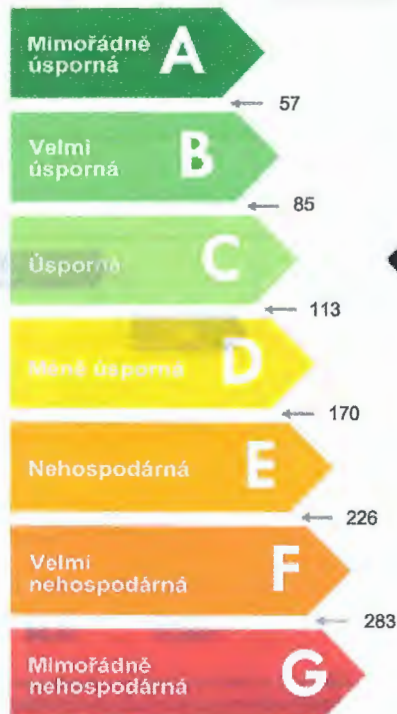 Mimořádně
úsporná A
57
Velmi
úsporná B
85
Úsporná C
113
Méně úsporná D
170
Nehospodárná E
226
Velmi
nehospodárná F
283
Mimořádně
nehospodárná G